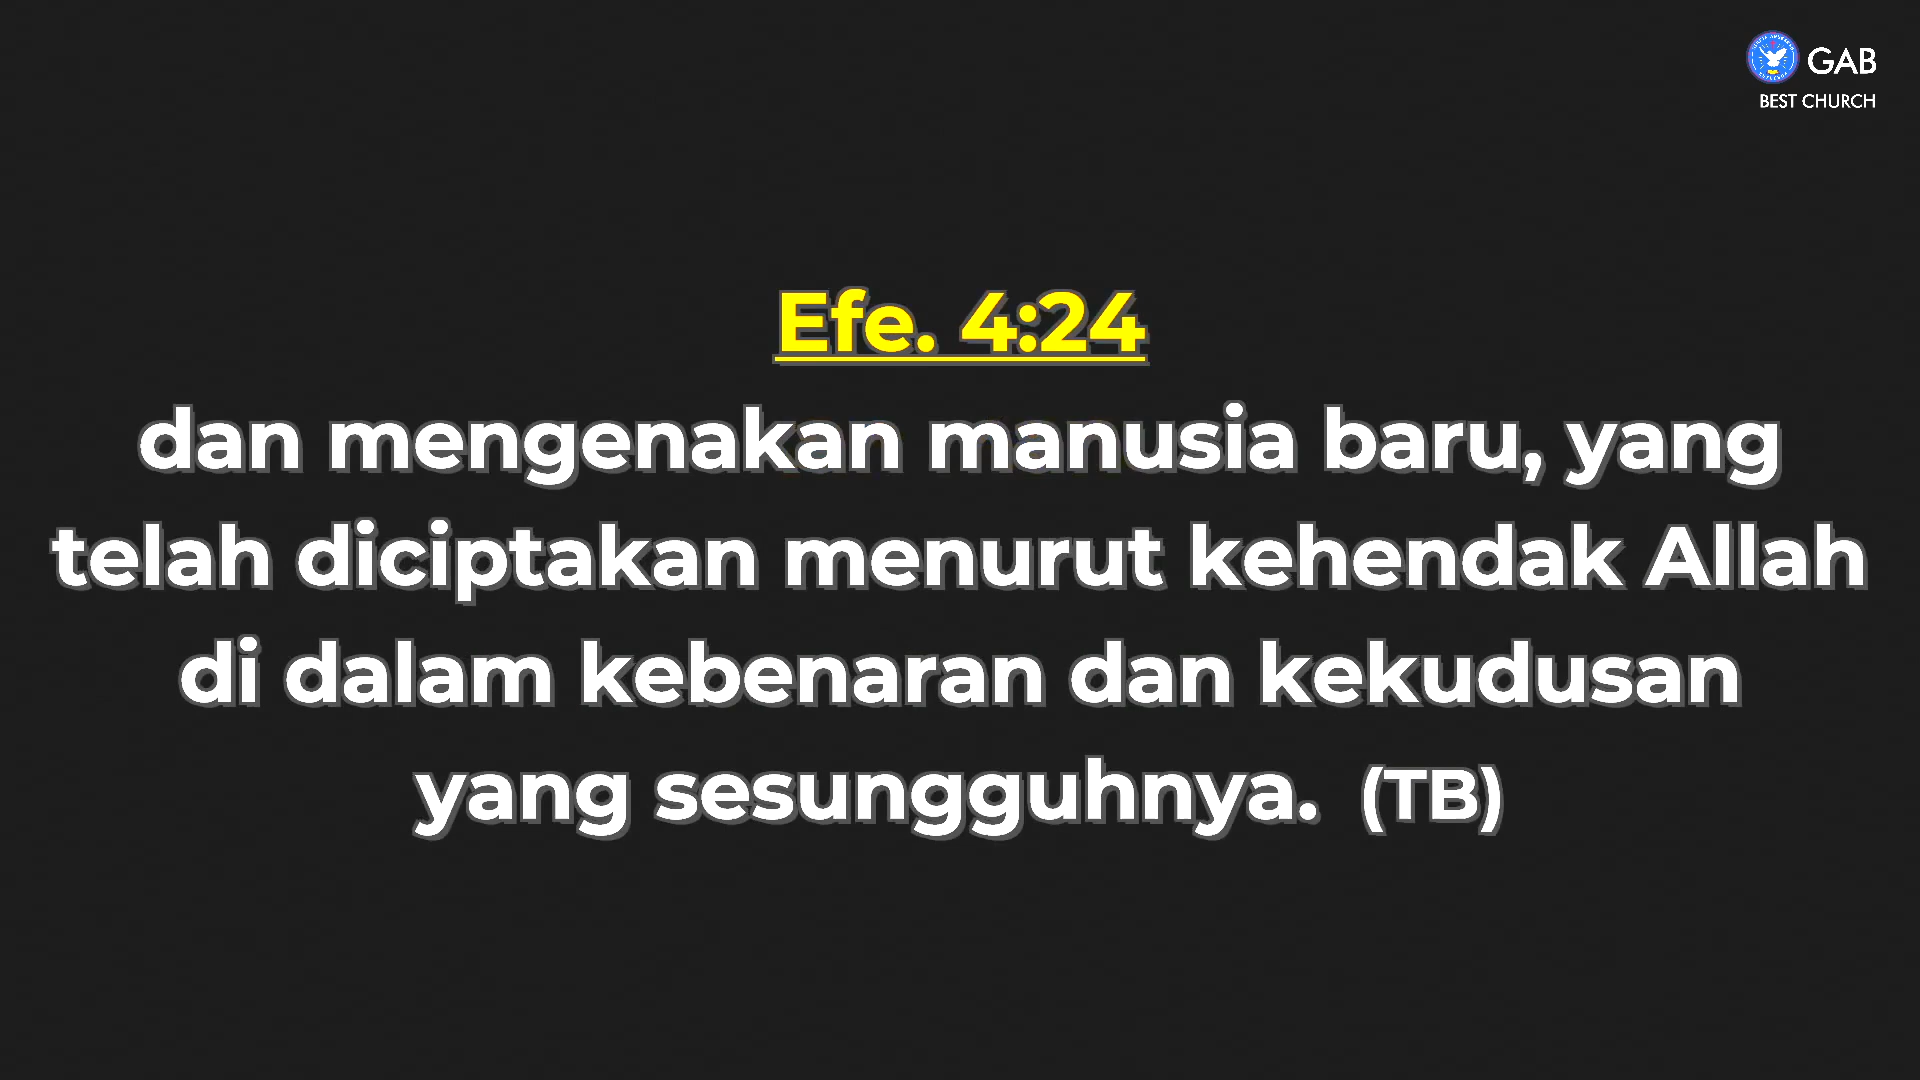 GAB
BEST CHURCH
Efe. 4:24
dan mengenakan manusia baru, yang
telah diciptakan menurut kehendak Allah
di dalam kebenaran dan kekudusan
yang sesungguhnya. (TB)